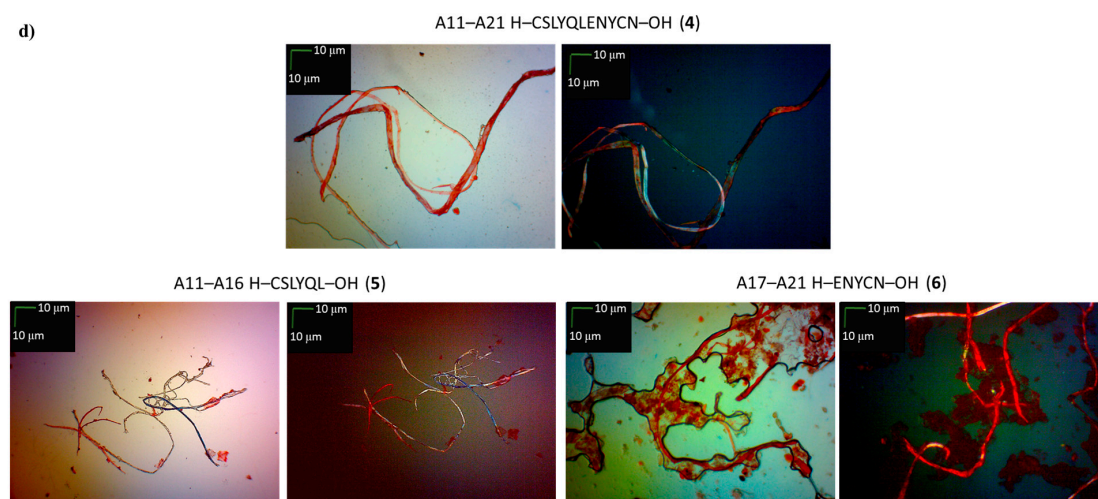 d)
A11–A21 H–CSLYQLENYCN–OH (4)
10 μm
10 μm
10 μm
10 μm
A11–A16 H–CSLYQL–OH (5)
A17–A21 H–ENYCN–OH (6)
10 μm
10 μm
10 μm
10 μm
10 μm
10 μm
10 μm
10 μm